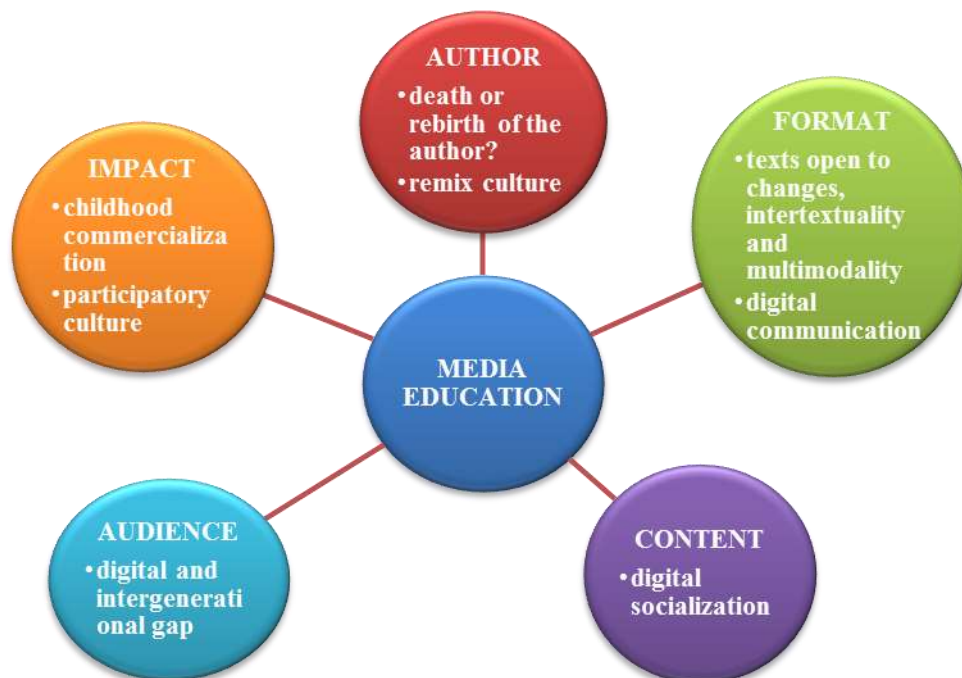 AUTHOR
•death or
rebirth of the
author?
•remix culture
FORMAT
•texts open to
changes,
intertextuality
and
multimodality
•digital
communication
IMPACT
•childhood
commercializa
tion
•participatory
culture
MEDIA
EDUCATION
AUDIENCE
•digital and
intergenerati
onal gap
CONTENT
•digital
socialization